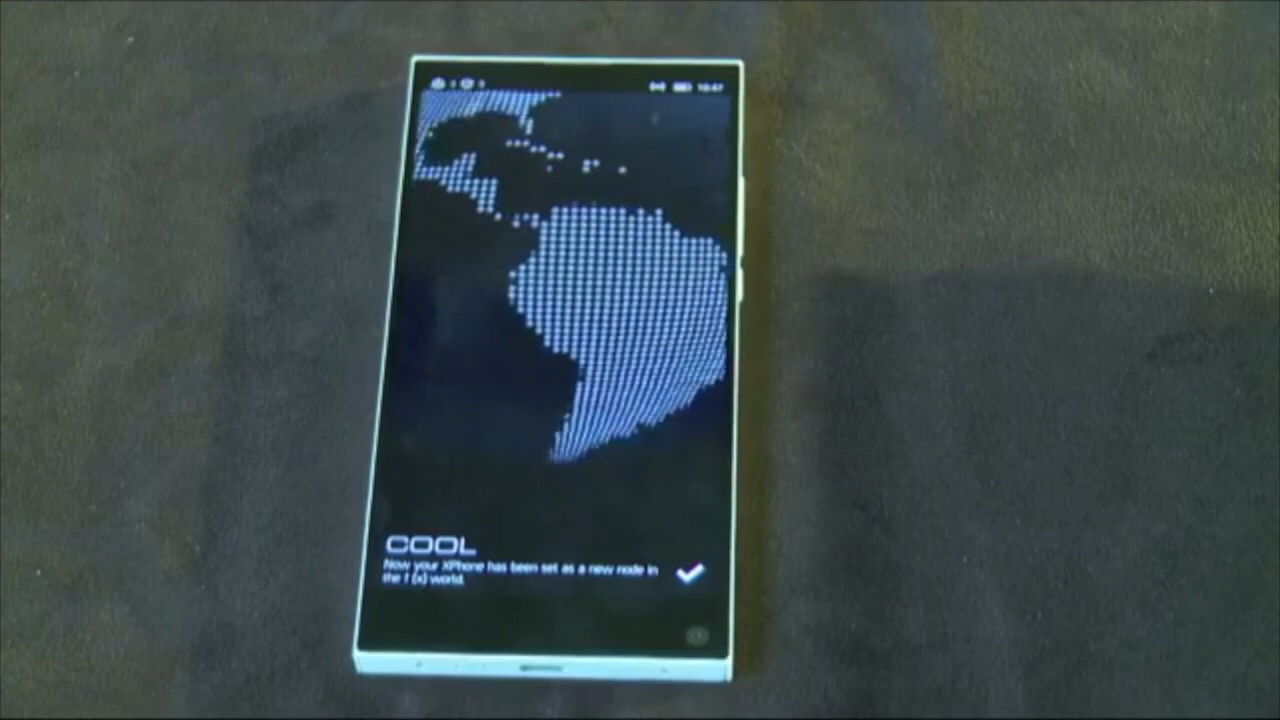 COOL
Now your XPhone has been set as a new node in
the f (x) world.